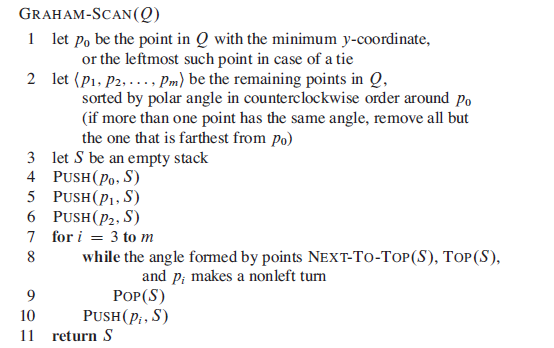 GRAHAM-SCAN(Q)
1 let p₀ be the point in Q with the minimum y-coordinate,
or the leftmost such point in case of a tie
2 let ⟨p₁, p₂, . . . , pₘ⟩ be the remaining points in Q,
sorted by polar angle in counterclockwise order around p₀
(if more than one point has the same angle, remove all but
the one that is farthest from p₀)
3 let S be an empty stack
4 PUSH(p₀, S)
5 PUSH(p₁, S)
6 PUSH(p₂, S)
7 for i = 3 to m
8 while the angle formed by points NEXT-TO-TOP(S), TOP(S),
and pᵢ makes a nonleft turn
9 POP(S)
10 PUSH(pᵢ, S)
11 return S